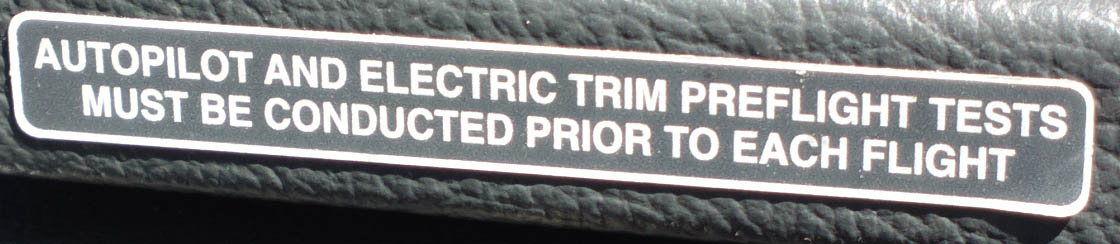 AUTOPILOT AND ELECTRIC TRIM PREFLIGHT TESTS
MUST BE CONDUCTED PRIOR TO EACH FLIGHT